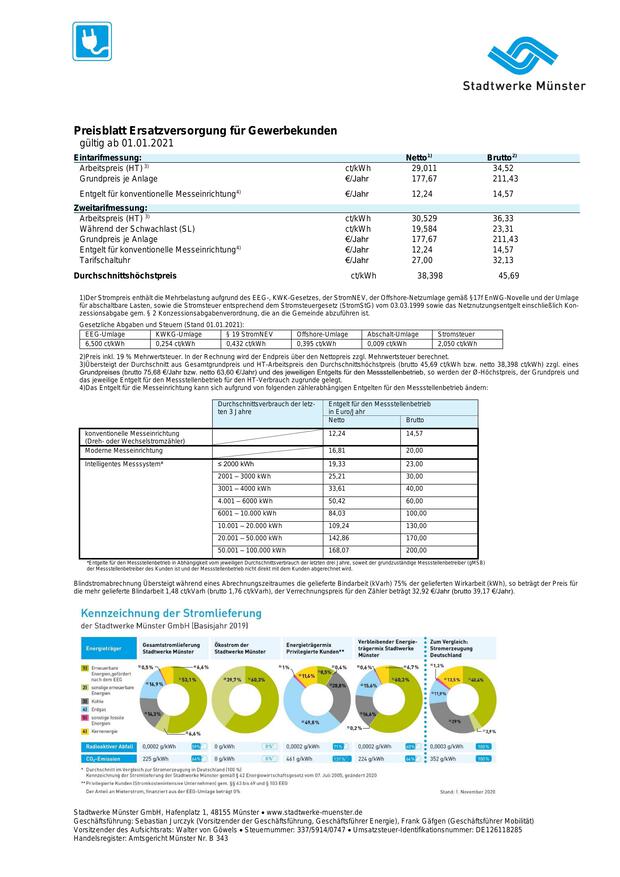 Stadtwerke Münster
Preisblatt Ersatzversorgung für Gewerbekunden
gültig ab 01.01.2021
Eintarifmessung: Netto1) Brutto2)
Arbeitspreis (HT) 3) ct/kWh 29,011 34,52
Grundpreis je Anlage €/Jahr 177,67 211,43
Entgelt für konventionelle Messeinrichtung4) €/Jahr 12,24 14,57
Zweitarifmessung:
Arbeitspreis (HT) 3) ct/kWh 30,529 36,33
Während der Schwachlast (SL) ct/kWh 19,584 23,31
Grundpreis je Anlage €/Jahr 177,67 211,43
Entgelt für konventionelle Messeinrichtung4) €/Jahr 12,24 14,57
Tarifschaltuhr €/Jahr 27,00 32,13
Durchschnittshöchstpreis ct/kWh 38,398 45,69
1)Der Strompreis enthält die Mehrbelastung aufgrund des EEG-, KWK-Gesetzes, der StromNEV, der Offshore-Netzumlage gemäß §17f EnWG-Novelle und der Umlage
für abschaltbare Lasten, sowie die Stromsteuer entsprechend dem Stromsteuergesetz (StromStG) vom 03.03.1999 sowie das Netznutzungsentgelt einschließlich Kon-
zessionsabgabe gem. § 2 Konzessionsabgabenverordnung, die an die Gemeinde abzuführen ist.
Gesetzliche Abgaben und Steuern (Stand 01.01.2021):
EEG-Umlage KWKG-Umlage § 19 StromNEV Offshore-Umlage Abschalt-Umlage Stromsteuer
6,500 ct/kWh 0,254 ct/kWh 0,432 ct/kWh 0,395 ct/kWh 0,009 ct/kWh 2,050 ct/kWh
2)Preis inkl. 19 % Mehrwertsteuer. In der Rechnung wird der Endpreis über den Nettopreis zzgl. Mehrwertsteuer berechnet.
3)Übersteigt der Durchschnitt aus Gesamtgrundpreis und HT-Arbeitspreis den Durchschnittshöchstpreis (brutto 45,69 ct/kWh bzw. netto 38,398 ct/kWh) zzgl. eines
Grundpreises (brutto 75,68 €/Jahr bzw. netto 63,60 €/Jahr) und des jeweiligen Entgelts für den Messstellenbetrieb, so werden der Ø-Höchstpreis, der Grundpreis und
das jeweilige Entgelt für den Messstellenbetrieb für den HT-Verbrauch zugrunde gelegt.
4)Das Entgelt für die Messeinrichtung kann sich aufgrund von folgenden zählerabhängigen Entgelten für den Messstellenbetrieb ändern:
Durchschnittsverbrauch der letz-
ten 3 Jahre
Entgelt für den Messstellenbetrieb
in Euro/Jahr
Netto Brutto
konventionelle Messeinrichtung
(Dreh- oder Wechselstromzähler) 12,24 14,57
Moderne Messeinrichtung 16,81 20,00
Intelligentes Messsystem* ≤ 2000 kWh 19,33 23,00
2001 – 3000 kWh 25,21 30,00
3001 – 4000 kWh 33,61 40,00
4.001 – 6000 kWh 50,42 60,00
6001 – 10.000 kWh 84,03 100,00
10.001 – 20.000 kWh 109,24 130,00
20.001 – 50.000 kWh 142,86 170,00
50.001 – 100.000 kWh 168,07 200,00
*Entgelte für den Messstellenbetrieb in Abhängigkeit vom jeweiligen Durchschnittsverbrauch der letzten drei Jahre, soweit der grundzuständige Messstellenbetreiber (gMSB)
der Messstellenbetreiber des Kunden ist und der Messstellenbetrieb nicht direkt mit dem Kunden abgerechnet wird.
Blindstromabrechnung Übersteigt während eines Abrechnungszeitraumes die gelieferte Bindarbeit (kVarh) 75% der gelieferten Wirkarbeit (kWh), so beträgt der Preis für
die mehr gelieferte Blindarbeit 1,48 ct/kVarh (brutto 1,76 ct/kVarh), der Verrechnungspreis für den Zähler beträgt 32,92 €/Jahr (brutto 39,17 €/Jahr).
Kennzeichnung der Stromlieferung
der Stadtwerke Münster GmbH (Basisjahr 2019)
Energieträger
Gesamtstromlieferung
Stadtwerke Münster
Ökostrom der
Stadtwerke Münster
Energieträgermix
Privilegierte Kunden**
Verbleibender Energie-
trägermix Stadtwerke
Münster
Zum Vergleich:
Stromerzeugung
Deutschland
Erneuerbare
Energien, gefördert
nach dem EEG
sonstige erneuerbare
Energien
Kohle
Erdgas
sonstige fossile
Energien
Kernenergie
Radioaktiver Abfall 0,0002 g/kWh 0 g/kWh 0,0002 g/kWh 0,0002 g/kWh 0,0003 g/kWh 100 %
CO₂-Emission 225 g/kWh 0 g/kWh 461 g/kWh 224 g/kWh 352 g/kWh 100 %
* Durchschnitt im Vergleich zur Stromerzeugung in Deutschland (100 %)
Kennzeichnung der Stromlieferung der Stadtwerke Münster gemäß § 42 Energiewirtschaftsgesetz vom 07. Juli 2005, geändert 2020
** Privilegierte Kunden (Stromkostenintensive Unternehmen) gem. §§ 63 bis 69 und § 103 EEG
Der Anteil an Mieterstrom, finanziert aus der EEG-Umlage beträgt 0%
Stand: 1. November 2020
Stadtwerke Münster GmbH, Hafenplatz 1, 48155 Münster • www.stadtwerke-muenster.de
Geschäftsführung: Sebastian Jurczyk (Vorsitzender der Geschäftsführung, Geschäftsführer Energie), Frank Gäfgen (Geschäftsführer Mobilität)
Vorsitzender des Aufsichtsrats: Walter von Göwels • Steuernummer: 337/5914/0747 • Umsatzsteuer-Identifikationsnummer: DE126118285
Handelsregister: Amtsgericht Münster Nr. B 343